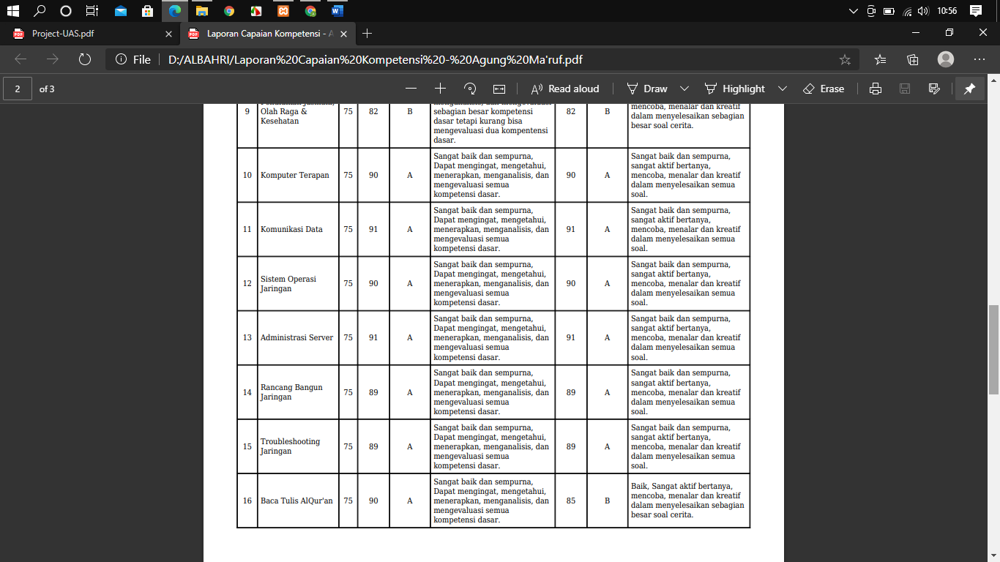 10:56
Project-UAS.pdf
Laporan Capaian Kompetensi - A
File
D:/ALBAHRI/Laporan%20Capaian%20Kompetensi%20-%20Agung%20Ma'ruf.pdf
2 of 3
Read aloud
Draw
Highlight
Erase
9
Olah Raga &
Kesehatan
75
82
B
sebagian besar kompetensi
dasar tetapi kurang bisa
mengevaluasi dua kompentensi
dasar.
82
B
mencoba, menalar dan kreatif
dalam menyelesaikan sebagian
besar soal cerita.
10
Komputer Terapan
75
90
A
Sangat baik dan sempurna,
Dapat mengingat, mengetahui,
menerapkan, menganalisis, dan
mengevaluasi semua
kompetensi dasar.
90
A
Sangat baik dan sempurna,
sangat aktif bertanya,
mencoba, menalar dan kreatif
dalam menyelesaikan semua
soal.
11
Komunikasi Data
75
91
A
Sangat baik dan sempurna,
Dapat mengingat, mengetahui,
menerapkan, menganalisis, dan
mengevaluasi semua
kompetensi dasar.
91
A
Sangat baik dan sempurna,
sangat aktif bertanya,
mencoba, menalar dan kreatif
dalam menyelesaikan semua
soal.
12
Sistem Operasi
Jaringan
75
90
A
Sangat baik dan sempurna,
Dapat mengingat, mengetahui,
menerapkan, menganalisis, dan
mengevaluasi semua
kompetensi dasar.
90
A
Sangat baik dan sempurna,
sangat aktif bertanya,
mencoba, menalar dan kreatif
dalam menyelesaikan semua
soal.
13
Administrasi Server
75
91
A
Sangat baik dan sempurna,
Dapat mengingat, mengetahui,
menerapkan, menganalisis, dan
mengevaluasi semua
kompetensi dasar.
91
A
Sangat baik dan sempurna,
sangat aktif bertanya,
mencoba, menalar dan kreatif
dalam menyelesaikan semua
soal.
14
Rancang Bangun
Jaringan
75
89
A
Sangat baik dan sempurna,
Dapat mengingat, mengetahui,
menerapkan, menganalisis, dan
mengevaluasi semua
kompetensi dasar.
89
A
Sangat baik dan sempurna,
sangat aktif bertanya,
mencoba, menalar dan kreatif
dalam menyelesaikan semua
soal.
15
Troubleshooting
Jaringan
75
89
A
Sangat baik dan sempurna,
Dapat mengingat, mengetahui,
menerapkan, menganalisis, dan
mengevaluasi semua
kompetensi dasar.
89
A
Sangat baik dan sempurna,
sangat aktif bertanya,
mencoba, menalar dan kreatif
dalam menyelesaikan semua
soal.
16
Baca Tulis AlQur'an
75
90
A
Sangat baik dan sempurna,
Dapat mengingat, mengetahui,
menerapkan, menganalisis, dan
mengevaluasi semua
kompetensi dasar.
85
B
Baik, Sangat aktif bertanya,
mencoba, menalar dan kreatif
dalam menyelesaikan sebagian
besar soal cerita.